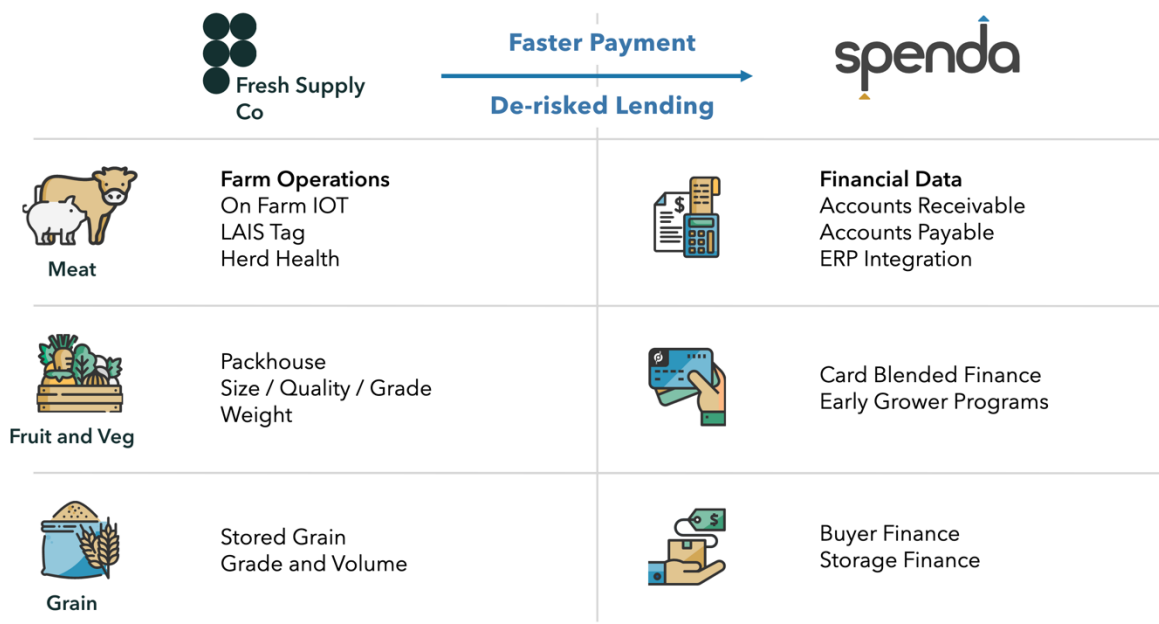 Fresh Supply
Co
Faster Payment
De-risked Lending
spenda
Meat
Farm Operations
On Farm IOT
LAIS Tag
Herd Health
$
Financial Data
Accounts Receivable
Accounts Payable
ERP Integration
Fruit and Veg
Packhouse
Size / Quality / Grade
Weight
Card Blended Finance
Early Grower Programs
Grain
Stored Grain
Grade and Volume
$
Buyer Finance
Storage Finance